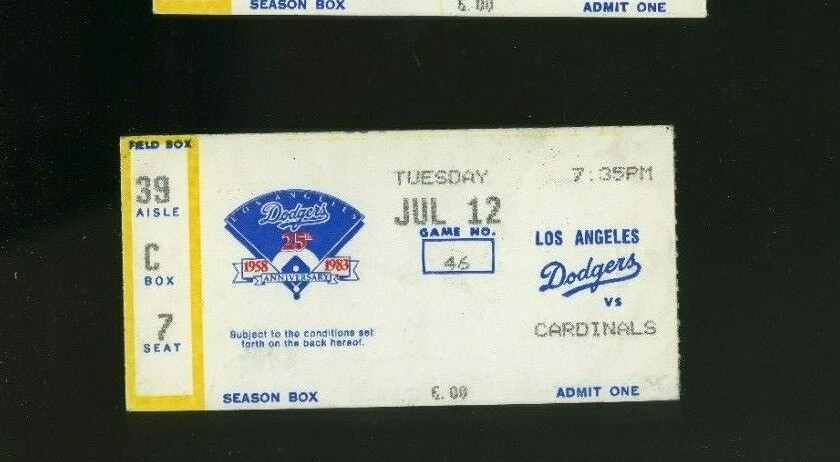 SEASON BOX 6.00 ADMIT ONE
FIELD BOX
39
AISLE
C
BOX
7
SEAT
LOS ANGELES
Dodgers
25th
1958 1983
ANNIVERSARY
Subject to the conditions set
forth on the back hereof.
TUESDAY 7:35PM
JUL 12
GAME NO.
46
LOS ANGELES
Dodgers
VS
CARDINALS
SEASON BOX 6.00 ADMIT ONE